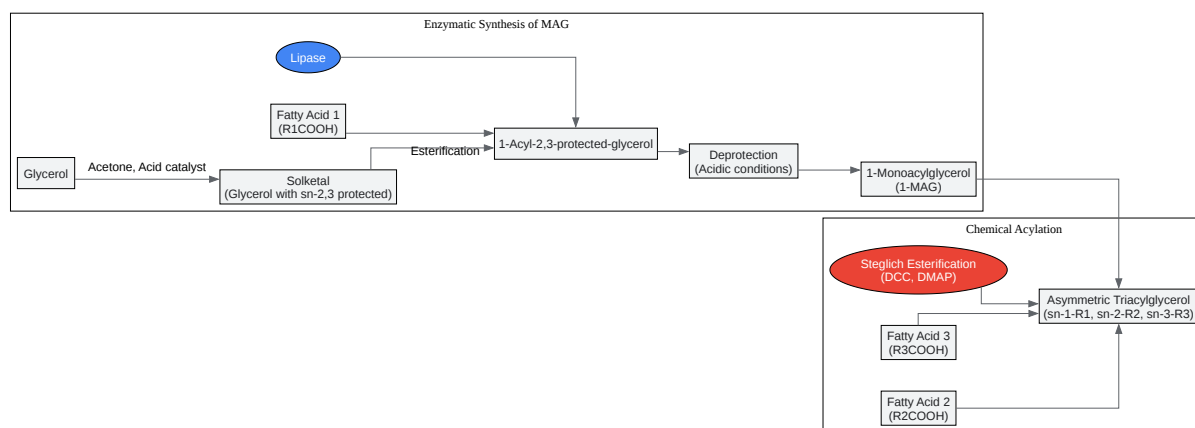 Enzymatic Synthesis of MAG
Lipase
Fatty Acid 1
(R1COOH)
1-Acyl-2,3-protected-glycerol
Esterification
Deprotection
(Acidic conditions)
Acetone, Acid catalyst
Glycerol
Solketal
(Glycerol with sn-2,3 protected)
1-Monoacylglycerol
(1-MAG)
Chemical Acylation
Steglich Esterification
(DCC, DMAP)
Asymmetric Triacylglycerol
(sn-1-R1, sn-2-R2, sn-3-R3)
Fatty Acid 3
(R3COOH)
Fatty Acid 2
(R2COOH)